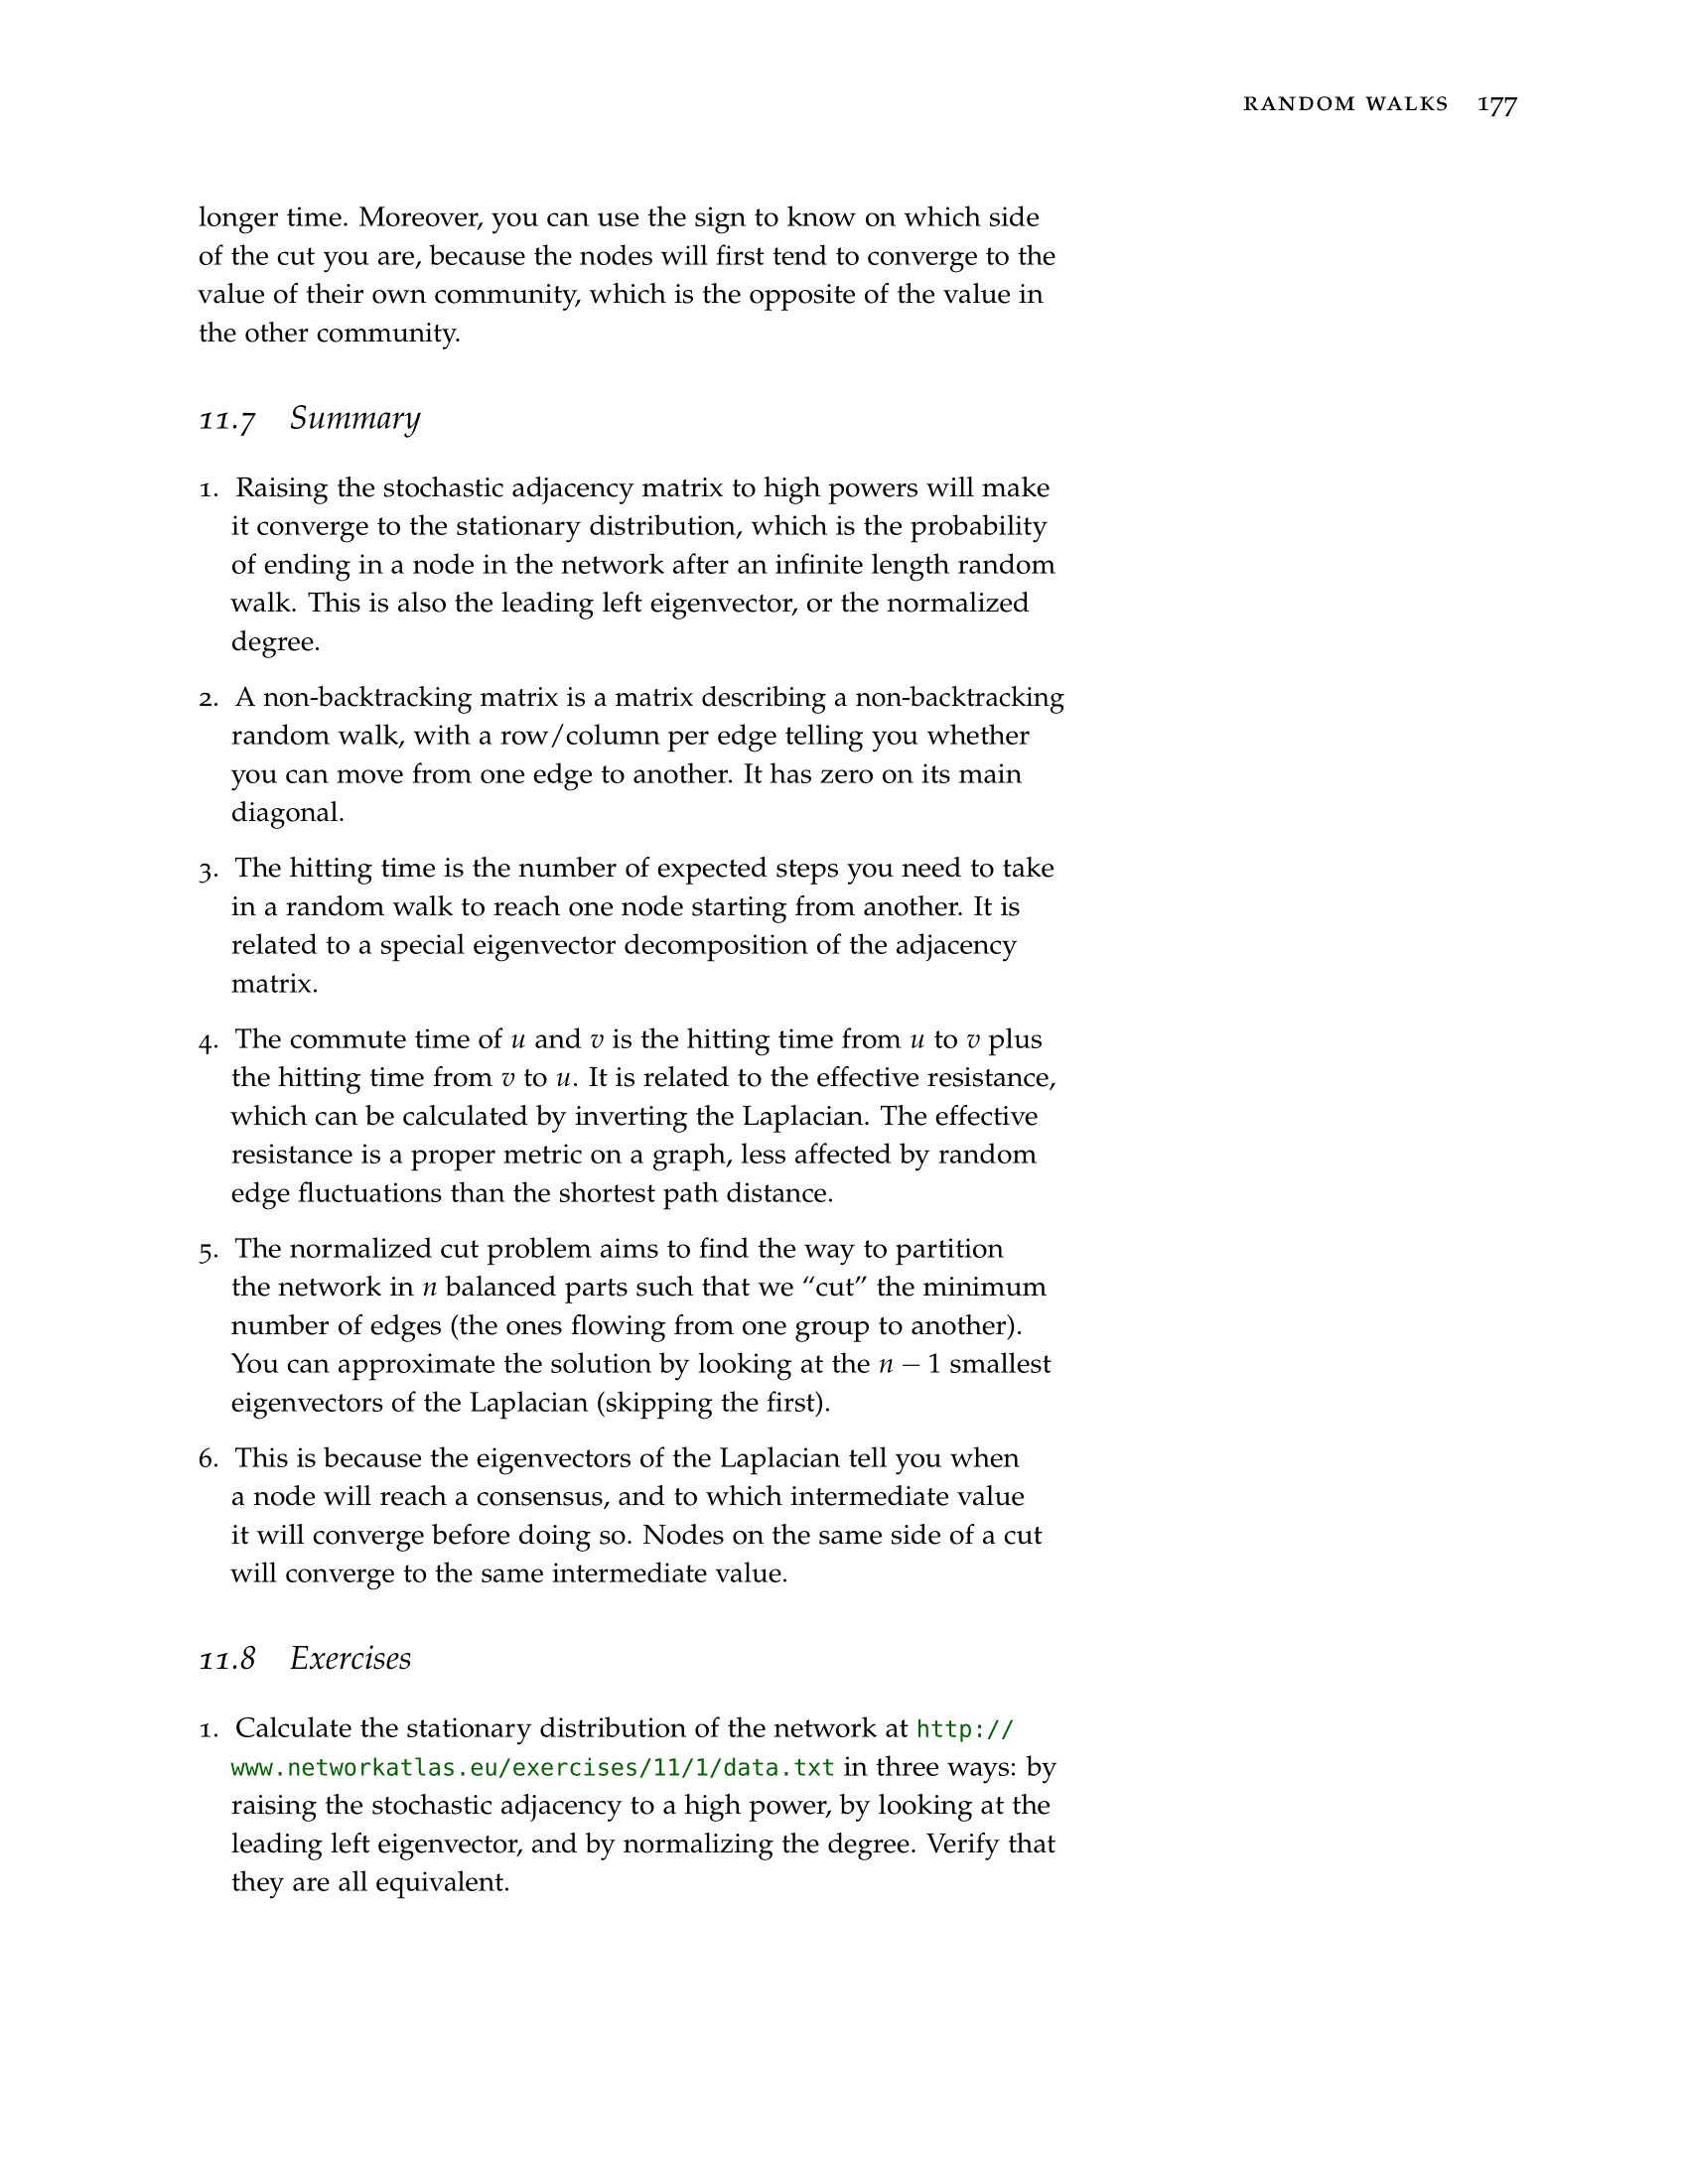 RANDOM WALKS 177
longer time. Moreover, you can use the sign to know on which side
of the cut you are, because the nodes will first tend to converge to the
value of their own community, which is the opposite of the value in
the other community.
11.7 Summary
1. Raising the stochastic adjacency matrix to high powers will make
it converge to the stationary distribution, which is the probability
of ending in a node in the network after an infinite length random
walk. This is also the leading left eigenvector, or the normalized
degree.
2. A non-backtracking matrix is a matrix describing a non-backtracking
random walk, with a row/column per edge telling you whether
you can move from one edge to another. It has zero on its main
diagonal.
3. The hitting time is the number of expected steps you need to take
in a random walk to reach one node starting from another. It is
related to a special eigenvector decomposition of the adjacency
matrix.
4. The commute time of u and v is the hitting time from u to v plus
the hitting time from v to u. It is related to the effective resistance,
which can be calculated by inverting the Laplacian. The effective
resistance is a proper metric on a graph, less affected by random
edge fluctuations than the shortest path distance.
5. The normalized cut problem aims to find the way to partition
the network in n balanced parts such that we “cut” the minimum
number of edges (the ones flowing from one group to another).
You can approximate the solution by looking at the n − 1 smallest
eigenvectors of the Laplacian (skipping the first).
6. This is because the eigenvectors of the Laplacian tell you when
a node will reach a consensus, and to which intermediate value
it will converge before doing so. Nodes on the same side of a cut
will converge to the same intermediate value.
11.8 Exercises
1. Calculate the stationary distribution of the network at http://
www.networkatlas.eu/exercises/11/1/data.txt in three ways: by
raising the stochastic adjacency to a high power, by looking at the
leading left eigenvector, and by normalizing the degree. Verify that
they are all equivalent.